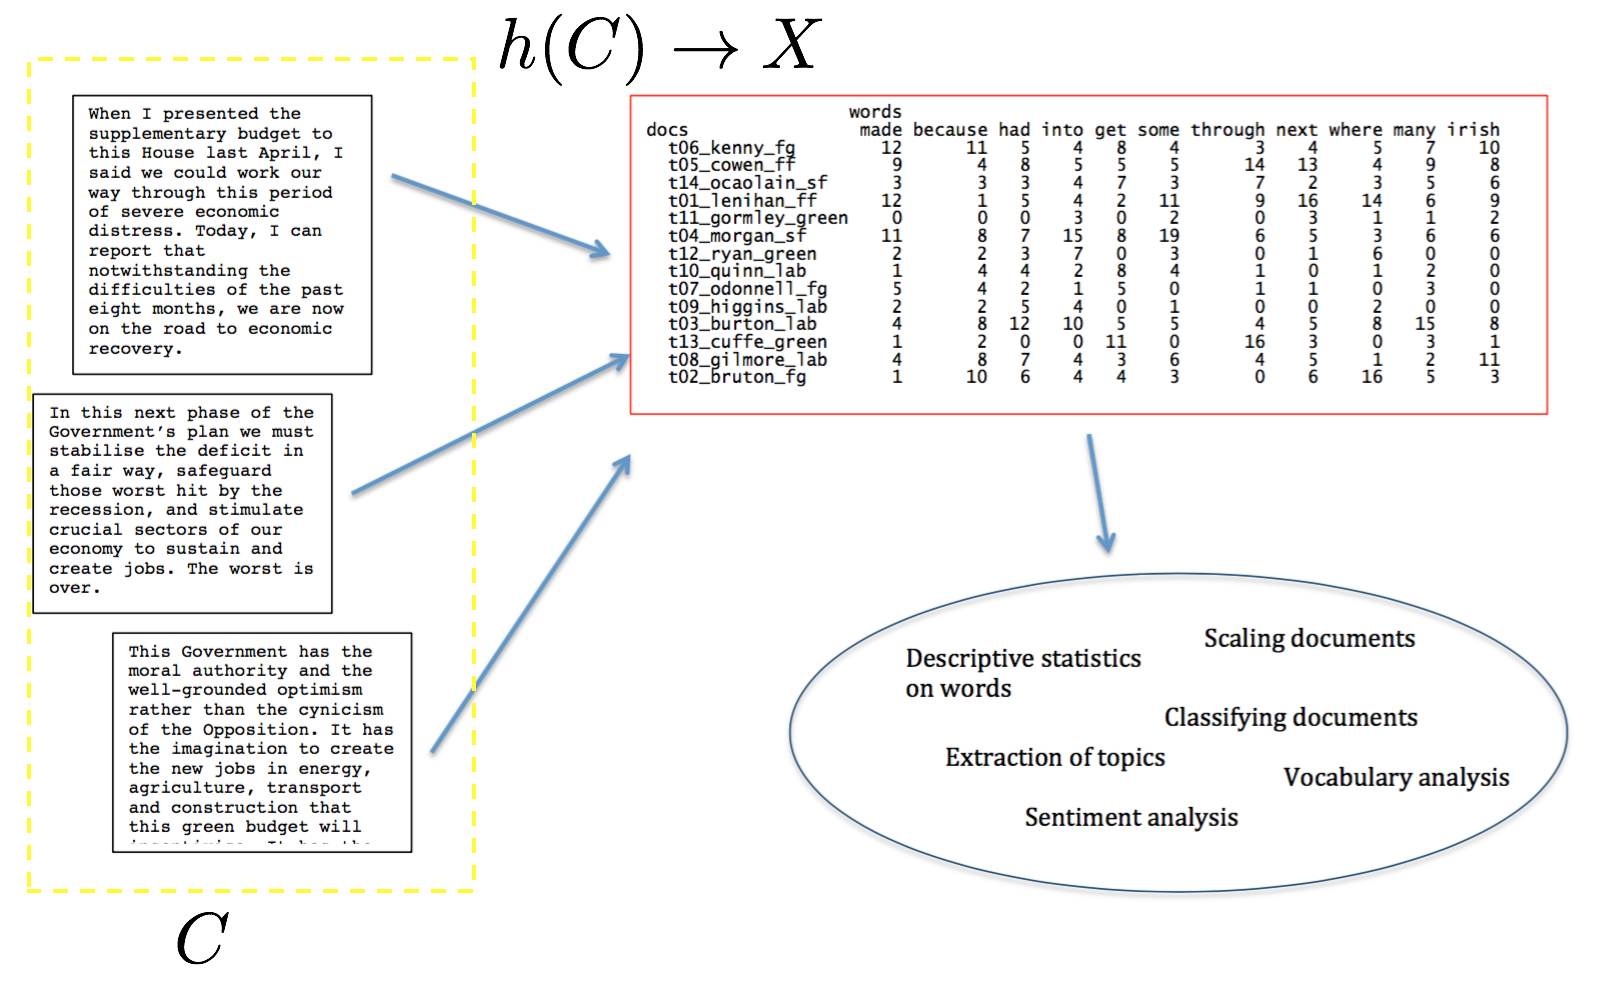 h(C) → X
When I presented the
supplementary budget to
this House last April, I
said we could work our
way through this period
of severe economic
distress. Today, I can
report that
notwithstanding the
difficulties of the past
eight months, we are now
on the road to economic
recovery.
In this next phase of the
Government's plan we must
stabilise the deficit in
a fair way, safeguard
those worst hit by the
recession, and stimulate
crucial sectors of our
economy to sustain and
create jobs. The worst is
over.
This Government has the
moral authority and the
well-grounded optimism
rather than the cynicism
of the Opposition. It has
the imagination to create
the new jobs in energy,
agriculture, transport
and construction that
this green budget will
C
words
docs made because had into get some through next where many irish
t06_kenny_fg 12 11 5 4 8 4 3 4 5 7 10
t05_cowen_ff 9 4 8 5 5 5 14 13 4 9 8
t14_ocaolain_sf 3 3 3 4 7 3 7 2 3 5 6
t01_lenihan_ff 12 1 5 4 2 11 9 16 14 6 9
t11_gormley_green 0 0 0 3 0 2 0 3 1 1 2
t04_morgan_sf 11 8 7 15 8 19 6 5 3 6 6
t12_ryan_green 2 2 3 7 0 3 0 1 6 0 0
t10_quinn_lab 1 4 4 2 8 4 1 0 1 2 0
t07_odonnell_fg 5 4 2 1 5 0 1 1 0 3 0
t09_higgins_lab 2 2 5 4 0 1 0 0 2 0 0
t03_burton_lab 4 8 12 10 5 5 4 5 8 15 8
t13_cuffe_green 1 2 0 0 11 0 16 3 0 3 1
t08_gilmore_lab 4 8 7 4 3 6 4 5 1 2 11
t02_bruton_fg 1 10 6 4 4 3 0 6 16 5 3
Scaling documents
Descriptive statistics
on words
Classifying documents
Extraction of topics
Vocabulary analysis
Sentiment analysis